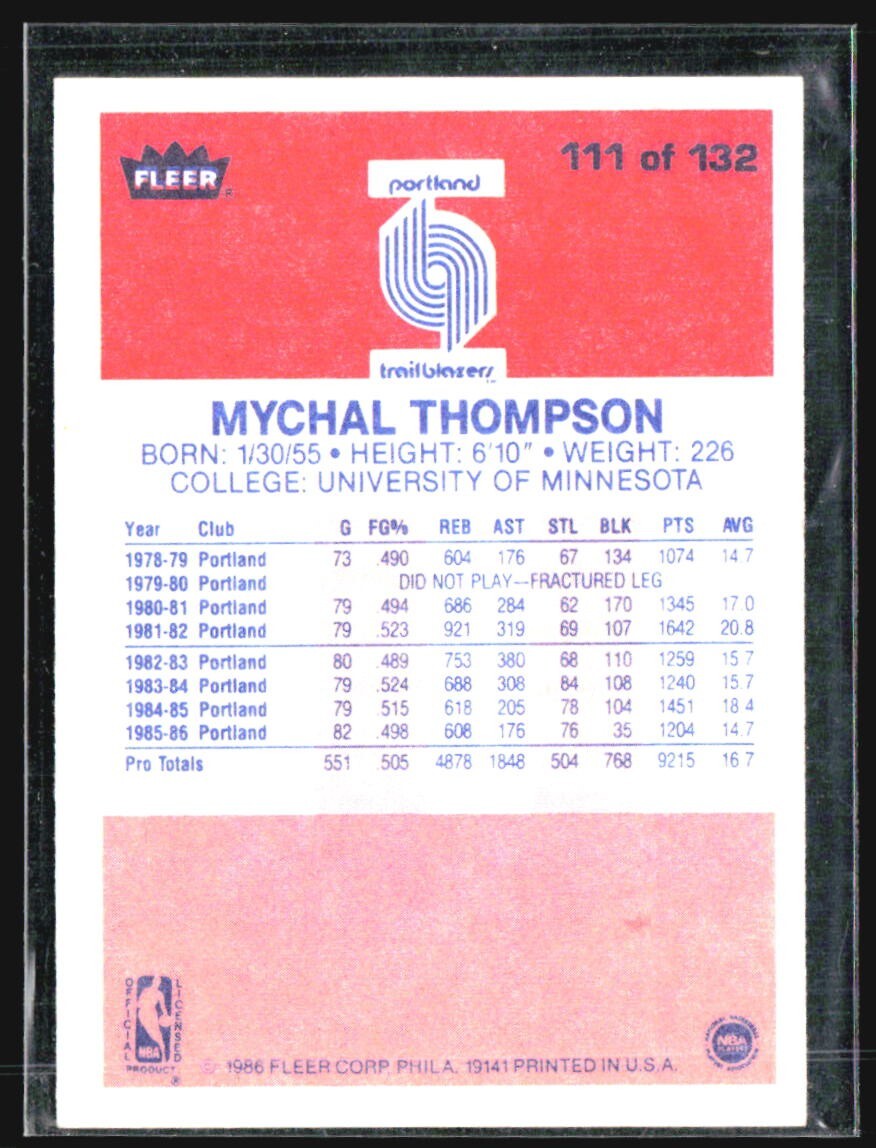 FLEER ®
111 of 132
portland
trailblazers
MYCHAL THOMPSON
BORN: 1/30/55 • HEIGHT: 6'10" • WEIGHT: 226
COLLEGE: UNIVERSITY OF MINNESOTA
Year Club G FG% REB AST STL BLK PTS AVG
1978-79 Portland 73 .490 604 176 67 134 1074 14.7
1979-80 Portland DID NOT PLAY—FRACTURED LEG
1980-81 Portland 79 .494 686 284 62 170 1345 17.0
1981-82 Portland 79 .523 921 319 69 107 1642 20.8
1982-83 Portland 80 .489 753 380 68 110 1259 15.7
1983-84 Portland 79 .524 688 308 84 108 1240 15.7
1984-85 Portland 79 .515 618 205 78 104 1451 18.4
1985-86 Portland 82 .498 608 176 76 35 1204 14.7
Pro Totals 551 .505 4878 1848 504 768 9215 16.7
OFFICIAL
LICENSED
NBA
PRODUCT ®
© 1986 FLEER CORP. PHILA. 19141 PRINTED IN U.S.A.
NATIONAL BASKETBALL
NBA
PLAYERS
ASSOCIATION